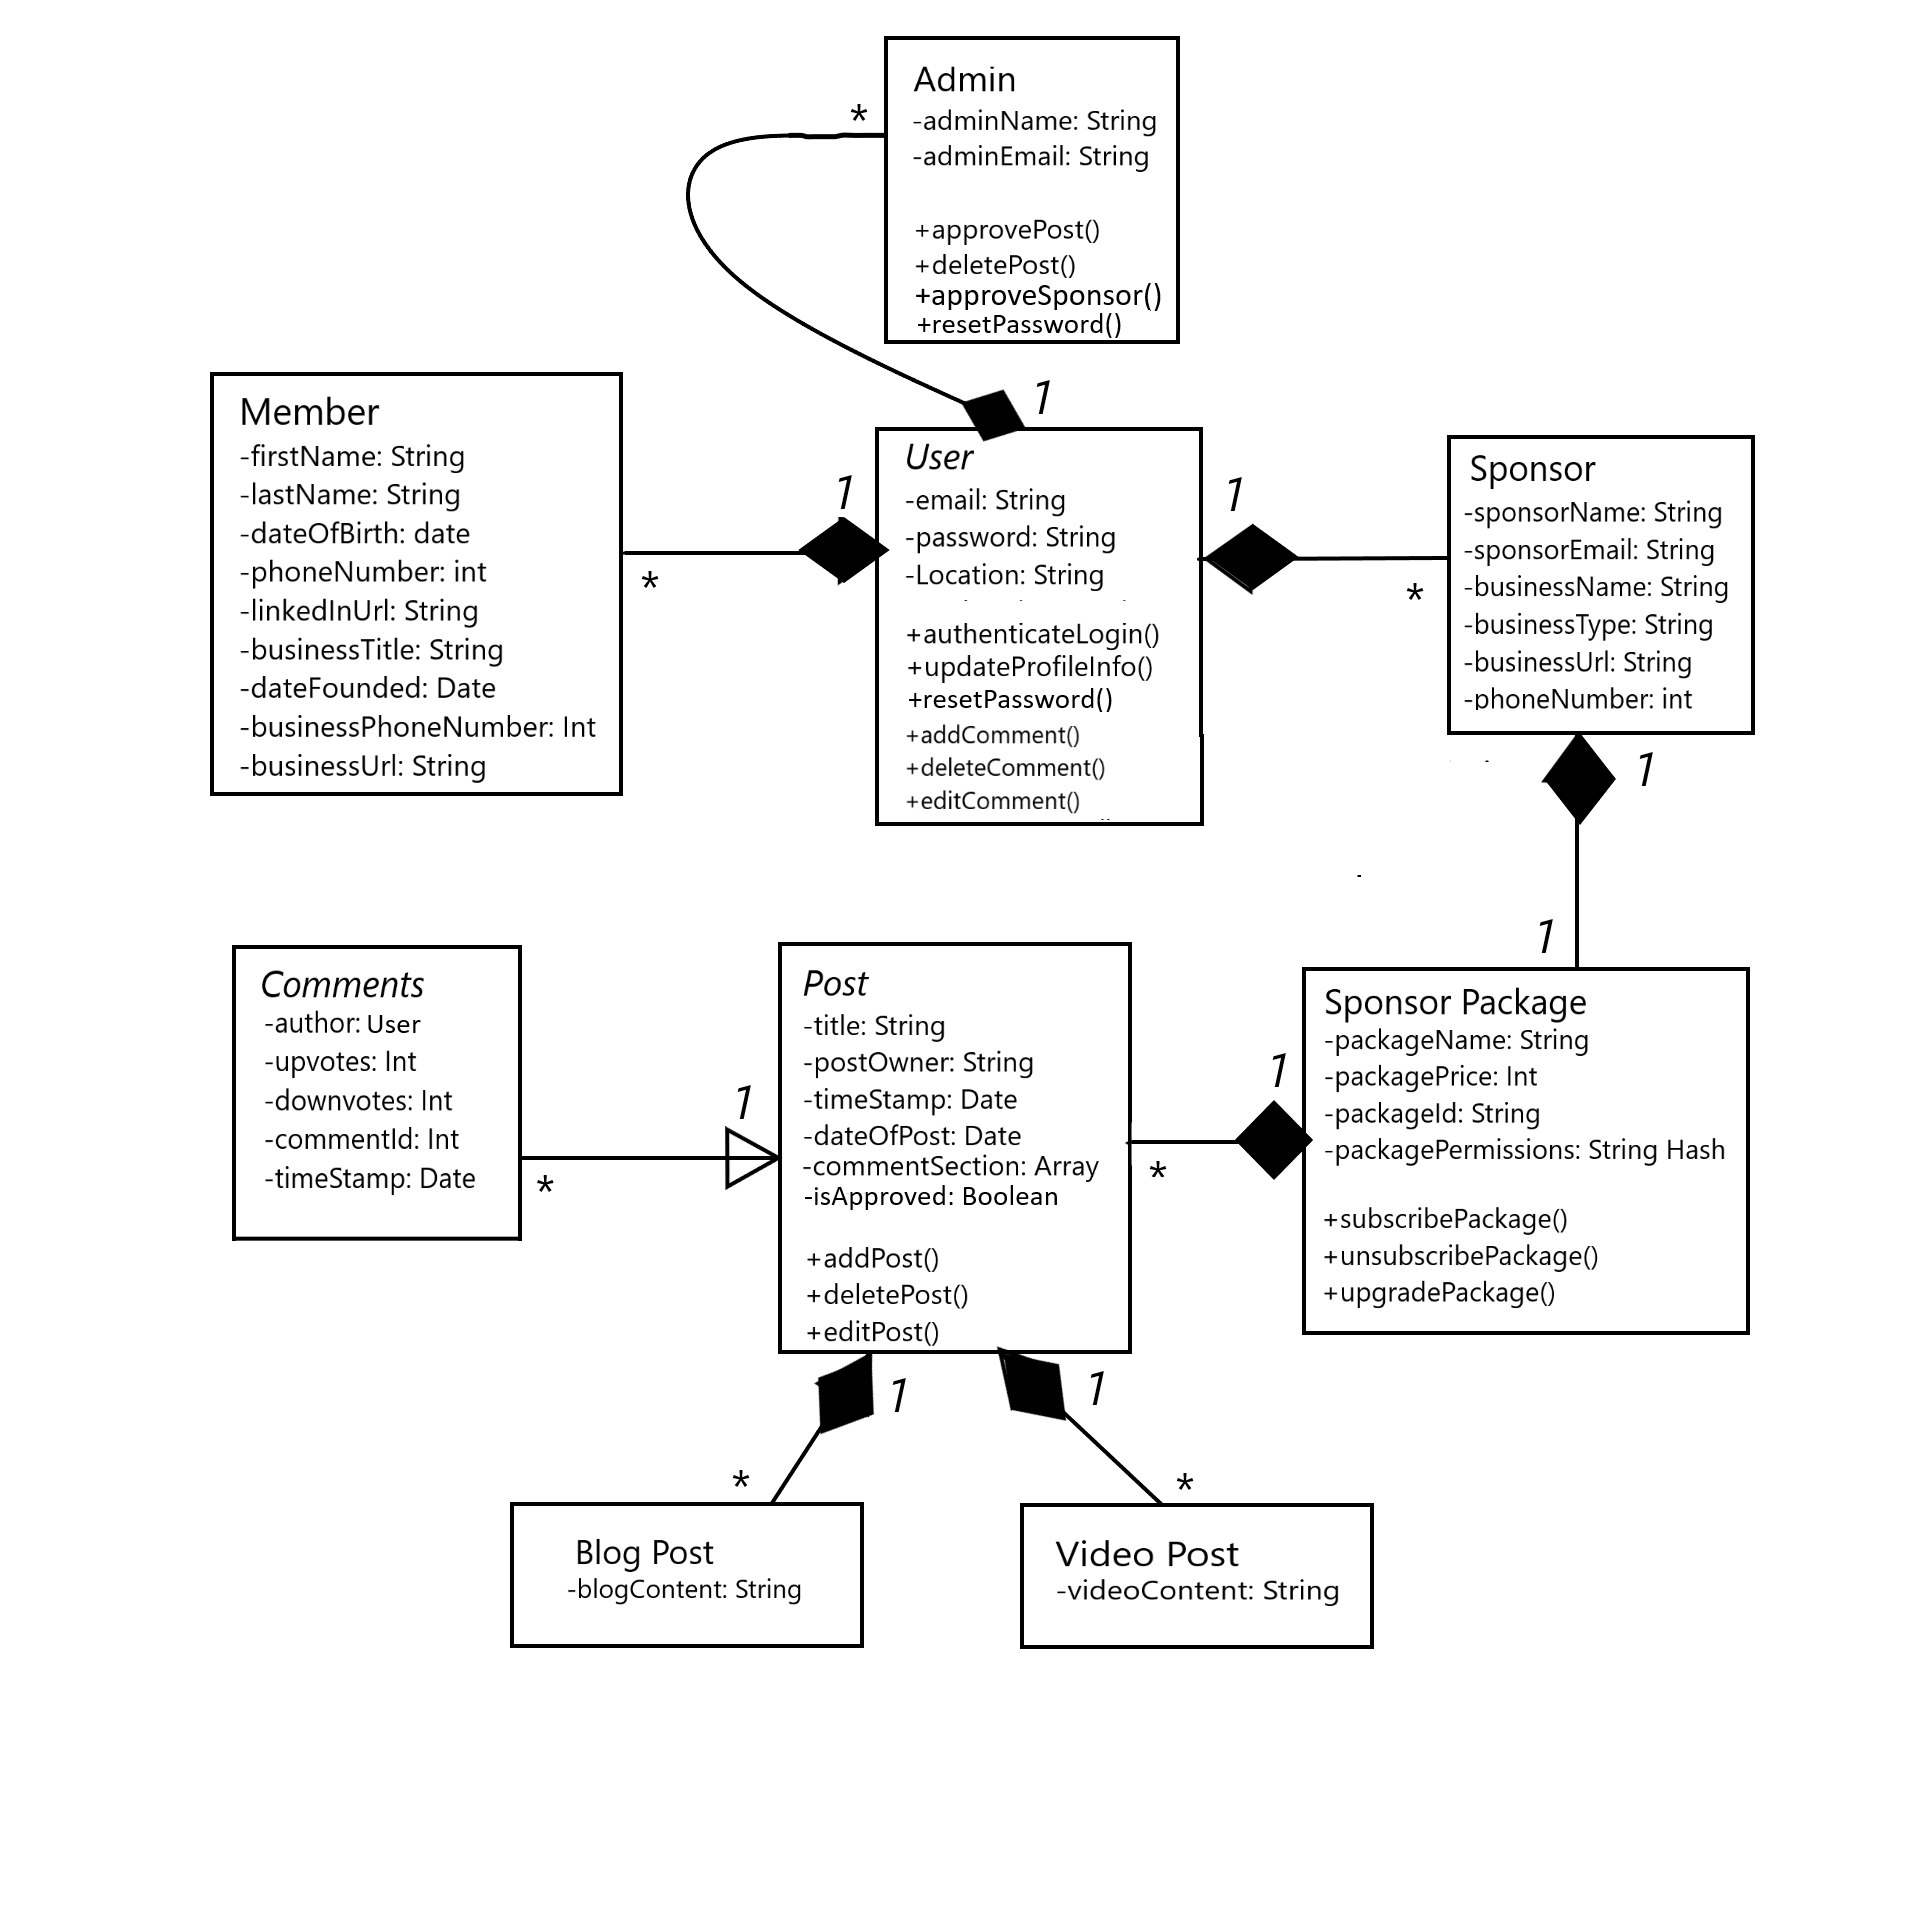 Admin
-adminName: String
-adminEmail: String
+approvePost()
+deletePost()
+approveSponsor()
+resetPassword()
*
1
Member
-firstName: String
-lastName: String
-dateOfBirth: date
-phoneNumber: int
-linkedInUrl: String
-businessTitle: String
-dateFounded: Date
-businessPhoneNumber: Int
-businessUrl: String
*
1
User
-email: String
-password: String
-Location: String
+authenticateLogin()
+updateProfileInfo()
+resetPassword()
+addComment()
+deleteComment()
+editComment()
1
*
Sponsor
-sponsorName: String
-sponsorEmail: String
-businessName: String
-businessType: String
-businessUrl: String
-phoneNumber: int
1
1
Comments
-author: User
-upvotes: Int
-downvotes: Int
-commentId: Int
-timeStamp: Date
*
1
Post
-title: String
-postOwner: String
-timeStamp: Date
-dateOfPost: Date
-commentSection: Array
-isApproved: Boolean
+addPost()
+deletePost()
+editPost()
*
1
Sponsor Package
-packageName: String
-packagePrice: Int
-packageId: String
-packagePermissions: String Hash
+subscribePackage()
+unsubscribePackage()
+upgradePackage()
1
1
*
*
Blog Post
-blogContent: String
Video Post
-videoContent: String